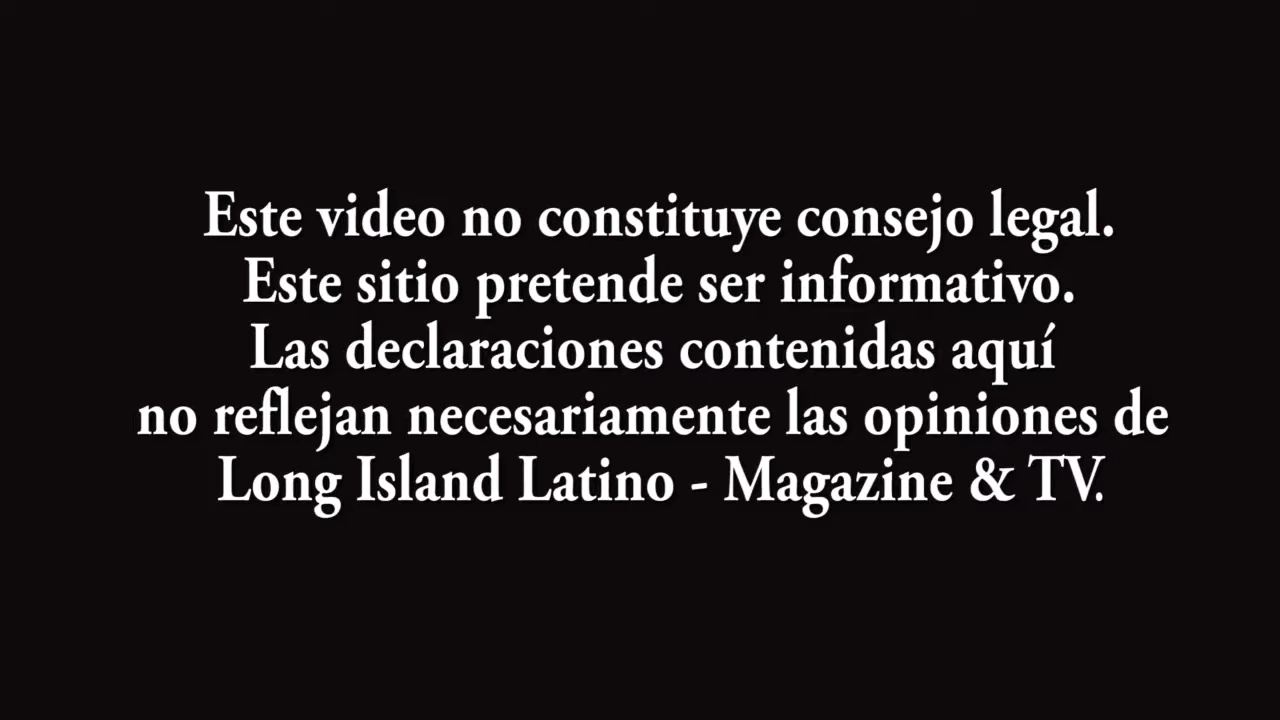 Este video no constituye consejo legal.
Este sitio pretende ser informativo.
Las declaraciones contenidas aquí
no reflejan necesariamente las opiniones de
Long Island Latino - Magazine & TV.